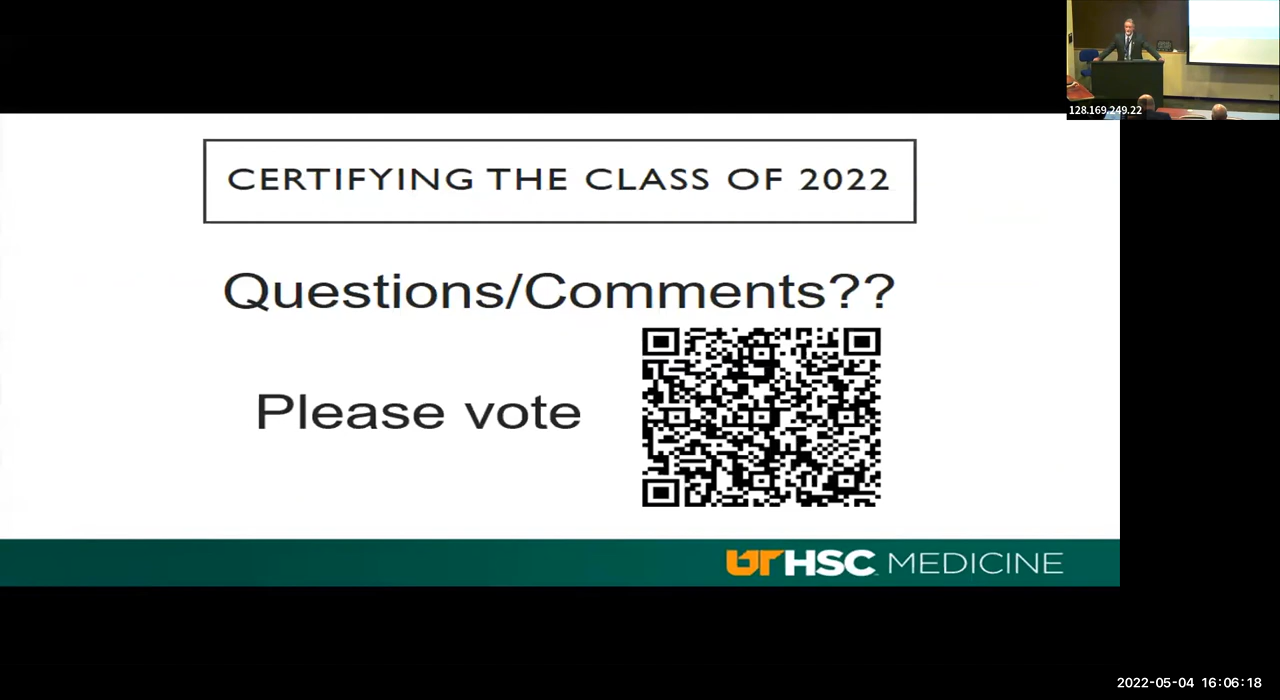 128.169.249.22
CERTIFYING THE CLASS OF 2022
Questions/Comments??
Please vote
UTHSC MEDICINE
2022-05-04 16:06:18